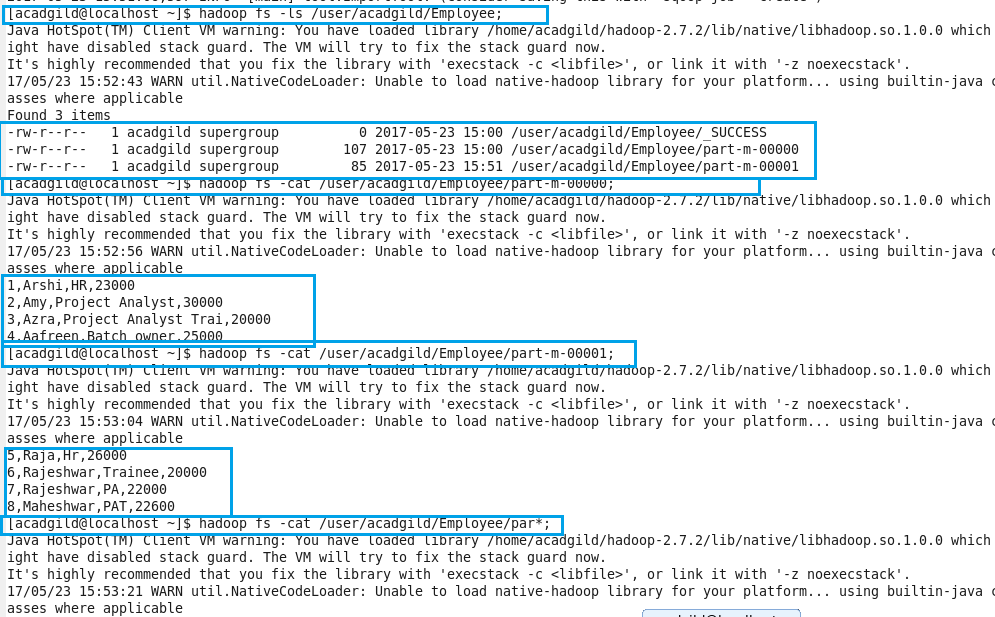 [acadgild@localhost ~]$ hadoop fs -ls /user/acadgild/Employee;
Java HotSpot(TM) Client VM warning: You have loaded library /home/acadgild/hadoop-2.7.2/lib/native/libhadoop.so.1.0.0 which
ight have disabled stack guard. The VM will try to fix the stack guard now.
It's highly recommended that you fix the library with 'execstack -c <libfile>', or link it with '-z noexecstack'.
17/05/23 15:52:43 WARN util.NativeCodeLoader: Unable to load native-hadoop library for your platform... using builtin-java c
asses where applicable
Found 3 items
-rw-r--r--   1 acadgild supergroup          0 2017-05-23 15:00 /user/acadgild/Employee/_SUCCESS
-rw-r--r--   1 acadgild supergroup        107 2017-05-23 15:00 /user/acadgild/Employee/part-m-00000
-rw-r--r--   1 acadgild supergroup         85 2017-05-23 15:51 /user/acadgild/Employee/part-m-00001
[acadgild@localhost ~]$ hadoop fs -cat /user/acadgild/Employee/part-m-00000;
Java HotSpot(TM) Client VM warning: You have loaded library /home/acadgild/hadoop-2.7.2/lib/native/libhadoop.so.1.0.0 which
ight have disabled stack guard. The VM will try to fix the stack guard now.
It's highly recommended that you fix the library with 'execstack -c <libfile>', or link it with '-z noexecstack'.
17/05/23 15:52:56 WARN util.NativeCodeLoader: Unable to load native-hadoop library for your platform... using builtin-java c
asses where applicable
1,Arshi,HR,23000
2,Amy,Project Analyst,30000
3,Azra,Project Analyst Trai,20000
4,Aafreen,Batch owner,25000
[acadgild@localhost ~]$ hadoop fs -cat /user/acadgild/Employee/part-m-00001;
Java HotSpot(TM) Client VM warning: You have loaded library /home/acadgild/hadoop-2.7.2/lib/native/libhadoop.so.1.0.0 which
ight have disabled stack guard. The VM will try to fix the stack guard now.
It's highly recommended that you fix the library with 'execstack -c <libfile>', or link it with '-z noexecstack'.
17/05/23 15:53:04 WARN util.NativeCodeLoader: Unable to load native-hadoop library for your platform... using builtin-java c
asses where applicable
5,Raja,Hr,26000
6,Rajeshwar,Trainee,20000
7,Rajeshwar,PA,22000
8,Maheshwar,PAT,22600
[acadgild@localhost ~]$ hadoop fs -cat /user/acadgild/Employee/par*;
Java HotSpot(TM) Client VM warning: You have loaded library /home/acadgild/hadoop-2.7.2/lib/native/libhadoop.so.1.0.0 which
ight have disabled stack guard. The VM will try to fix the stack guard now.
It's highly recommended that you fix the library with 'execstack -c <libfile>', or link it with '-z noexecstack'.
17/05/23 15:53:21 WARN util.NativeCodeLoader: Unable to load native-hadoop library for your platform... using builtin-java c
asses where applicable